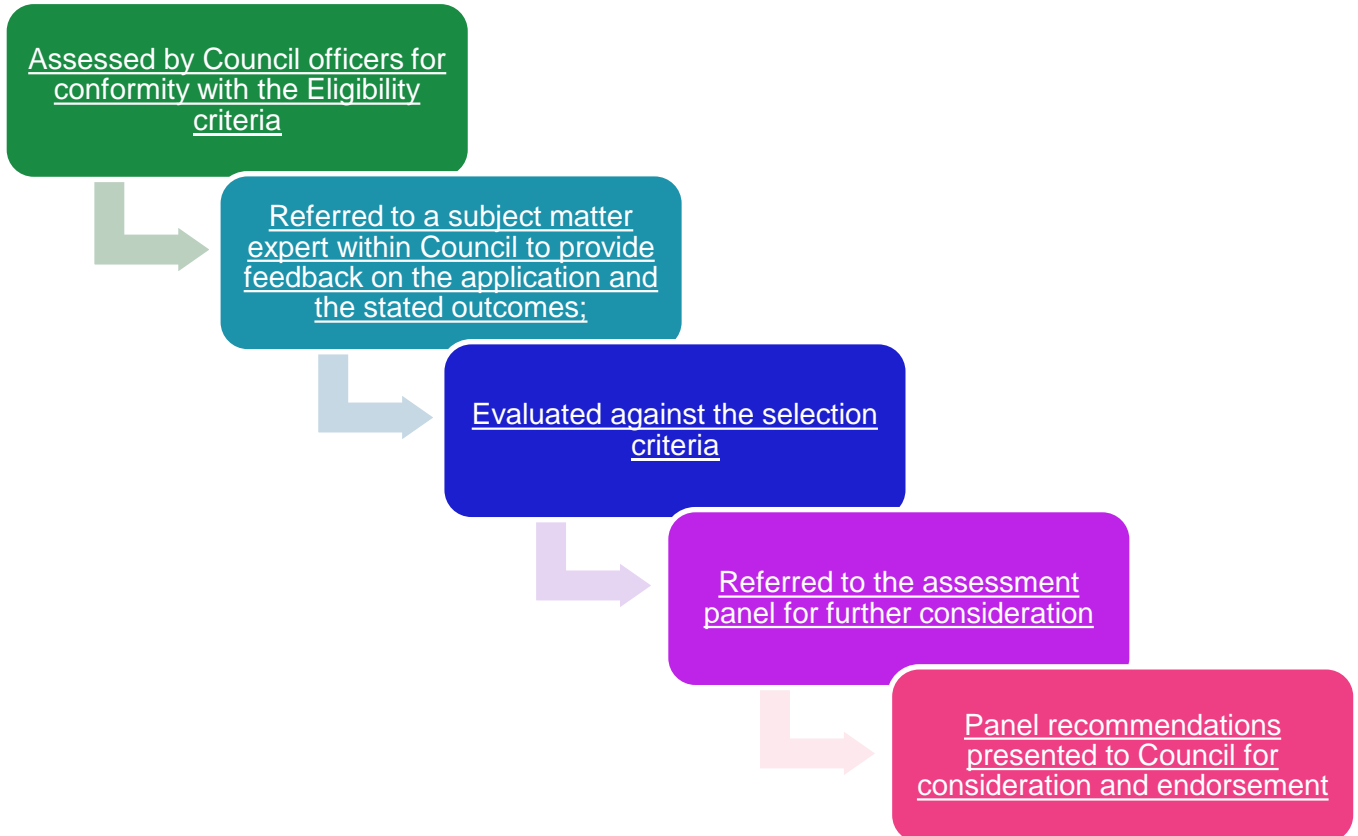 Assessed by Council officers for
conformity with the Eligibility
criteria
Referred to a subject matter
expert within Council to provide
feedback on the application and
the stated outcomes;
Evaluated against the selection
criteria
Referred to the assessment
panel for further consideration
Panel recommendations
presented to Council for
consideration and endorsement